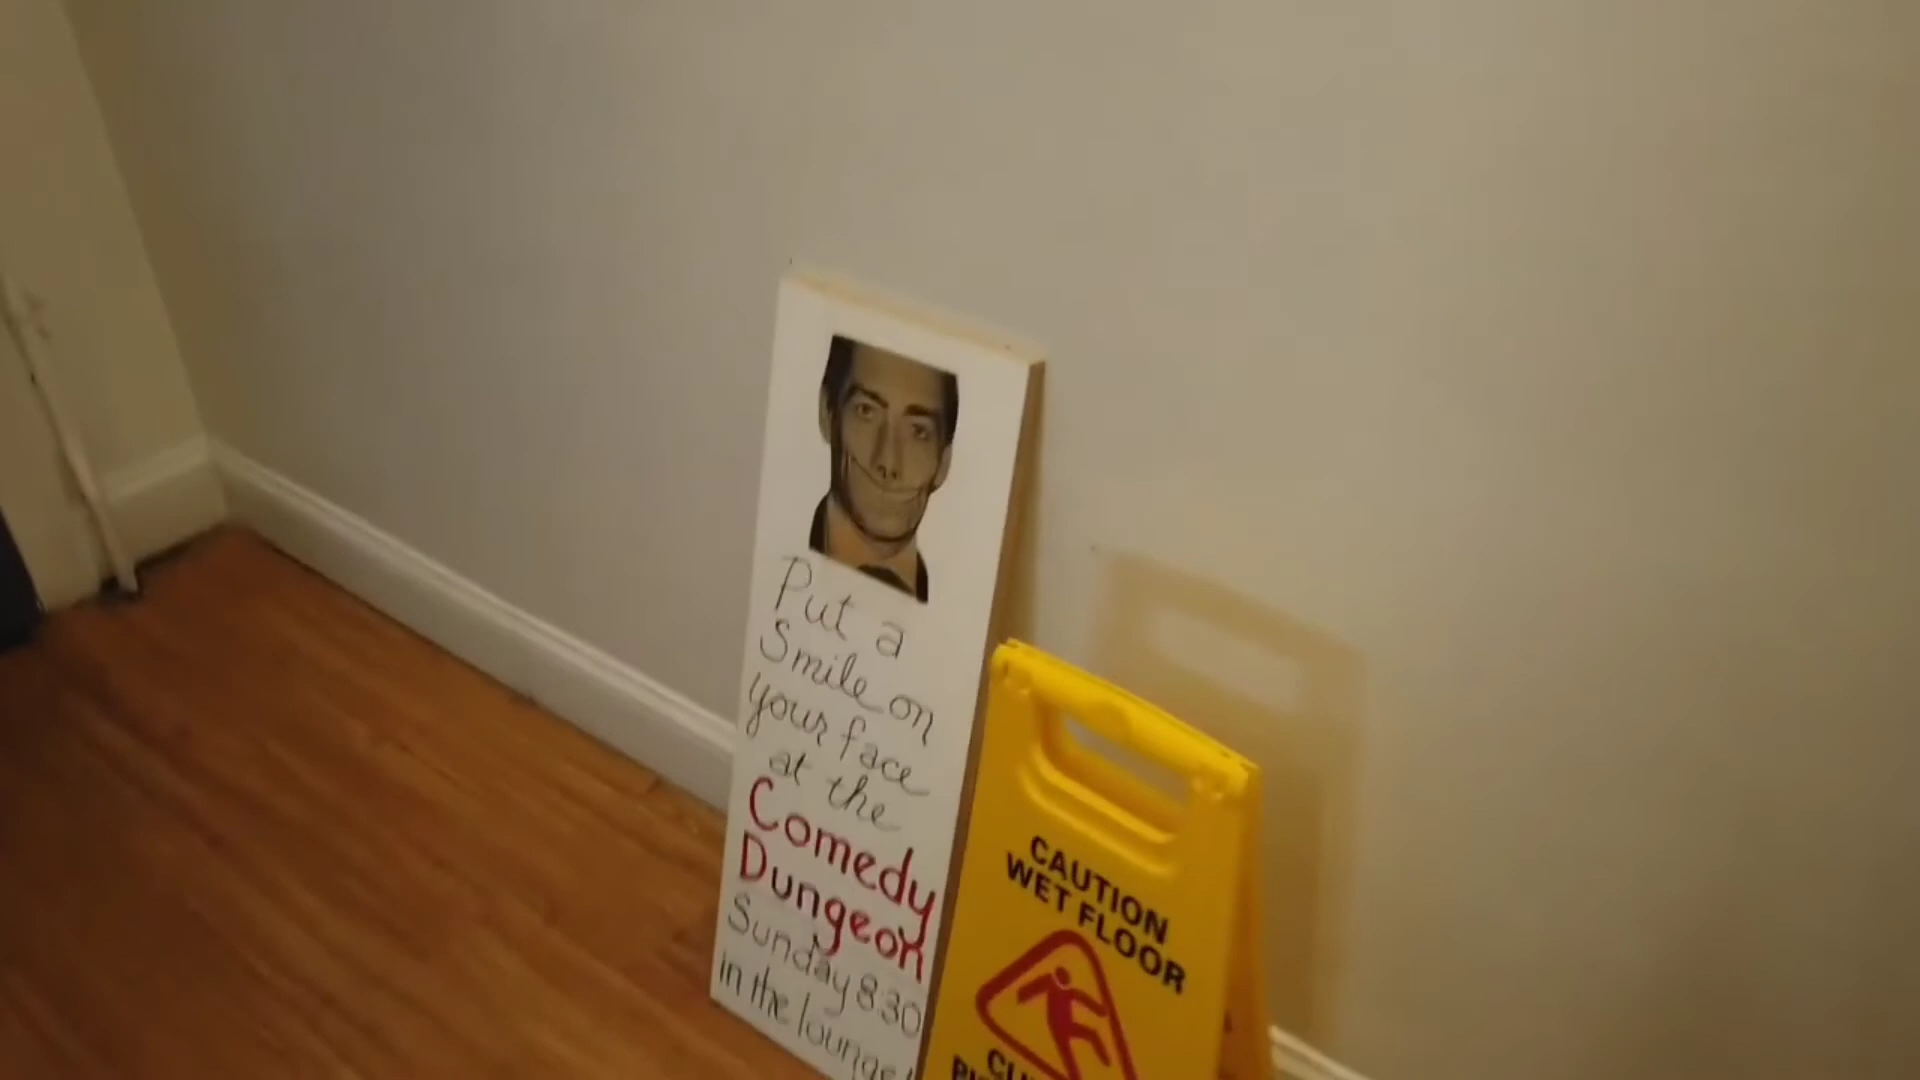 Put a
Smile on
your face
at the
Comedy
Dungeon
Sunday 8:30
in the lounge!
CAUTION
WET FLOOR